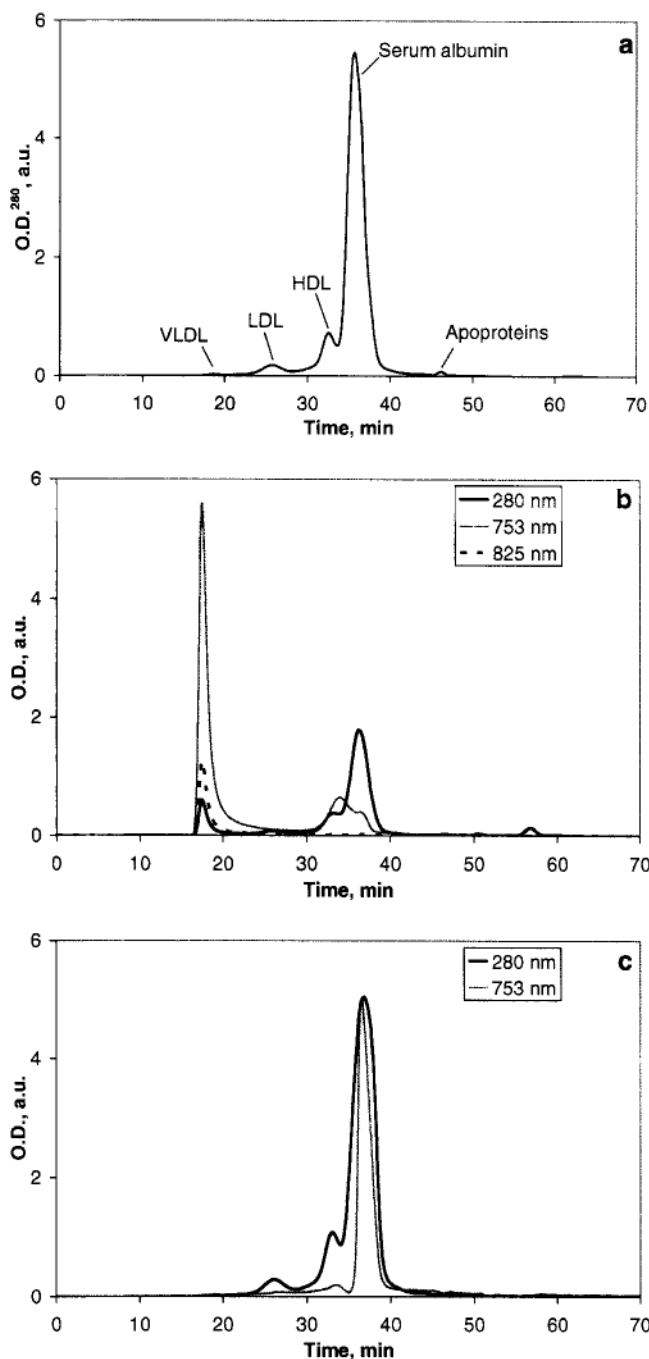 6
a
Serum albumin
4
O.D.²⁸⁰, a.u.
2
HDL
LDL
VLDL
Apoproteins
0
0 10 20 30 40 50 60 70
Time, min
6
b
280 nm
753 nm
825 nm
4
O.D., a.u.
2
0
0 10 20 30 40 50 60 70
Time, min
6
c
280 nm
753 nm
4
O.D., a.u.
2
0
0 10 20 30 40 50 60 70
Time, min